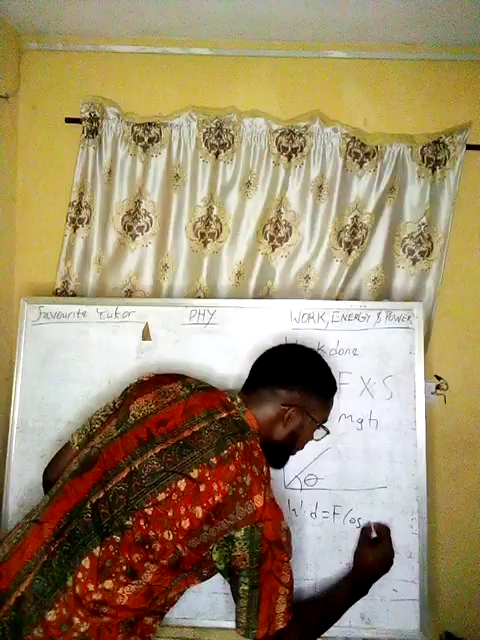 Favourite Tutor PHY WORK, ENERGY & POWER
Work done
F X S
mgh
θ
W.d = F Cos